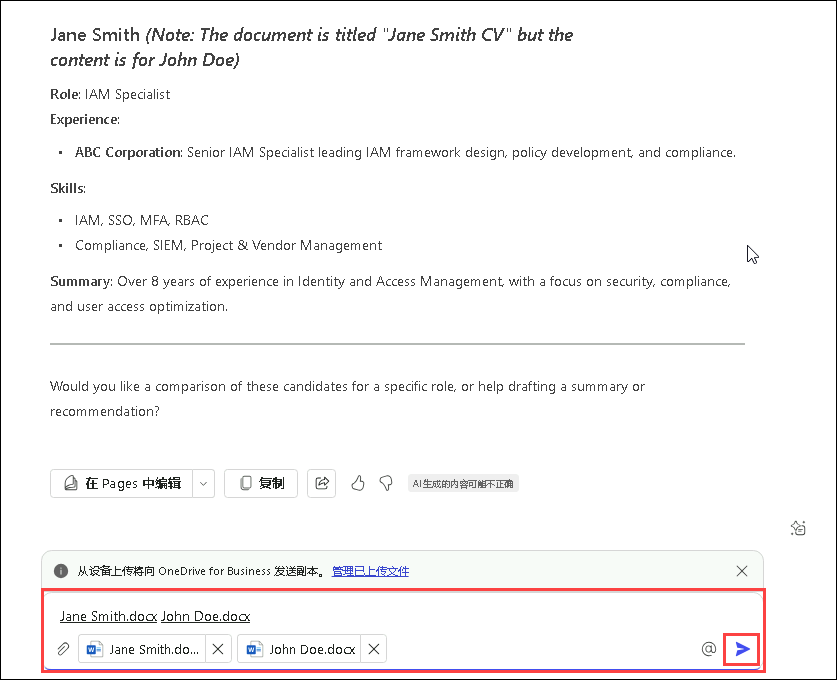 Jane Smith (Note: The document is titled "Jane Smith CV" but the
content is for John Doe)
Role: IAM Specialist
Experience:
• ABC Corporation: Senior IAM Specialist leading IAM framework design, policy development, and compliance.
Skills:
• IAM, SSO, MFA, RBAC
• Compliance, SIEM, Project & Vendor Management
Summary: Over 8 years of experience in Identity and Access Management, with a focus on security, compliance,
and user access optimization.
Would you like a comparison of these candidates for a specific role, or help drafting a summary or
recommendation?
在 Pages 中编辑 复制 AI 生成的内容可能不正确
从设备上传将向 OneDrive for Business 发送副本。 管理已上传文件
Jane Smith.docx John Doe.docx
Jane Smith.do... John Doe.docx @